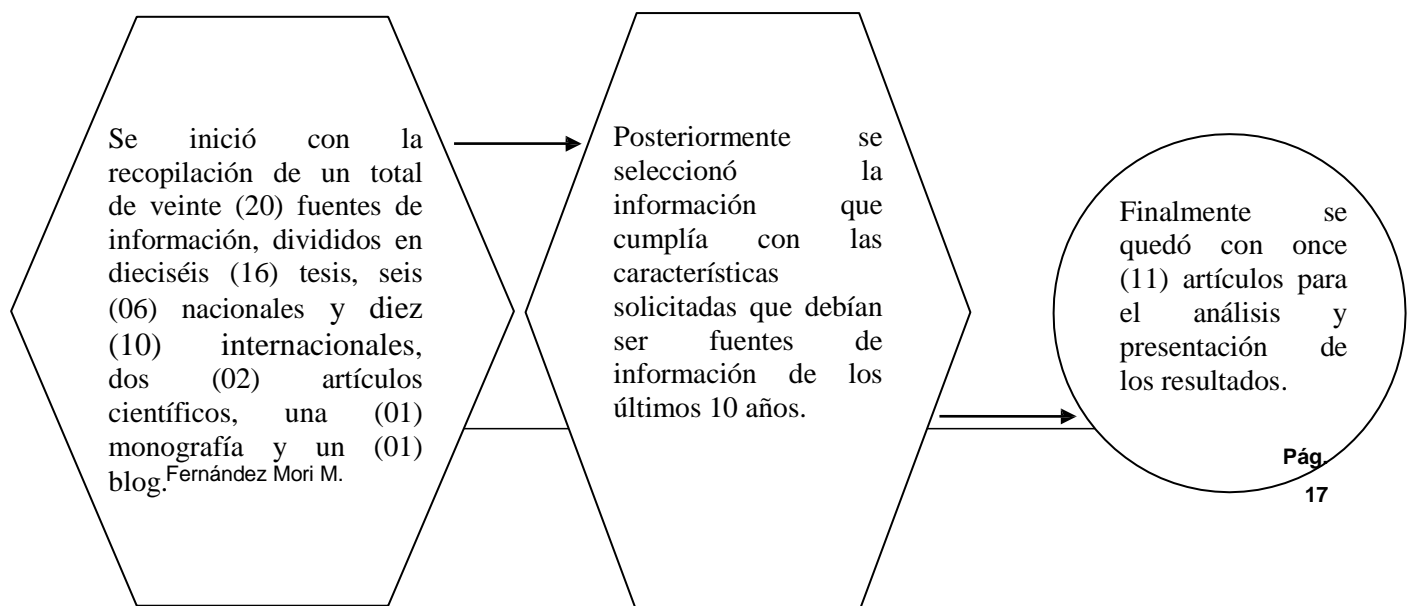 Se inició con la
recopilación de un total
de veinte (20) fuentes de
información, divididos en
dieciséis (16) tesis, seis
(06) nacionales y diez
(10) internacionales,
dos (02) artículos
científicos, una (01)
monografía y un (01)
blog.
Fernández Mori M.
Posteriormente se
seleccionó la
información que
cumplía con las
características
solicitadas que debían
ser fuentes de
información de los
últimos 10 años.
Finalmente se
quedó con once
(11) artículos para
el análisis y
presentación de
los resultados.
Pág.
17